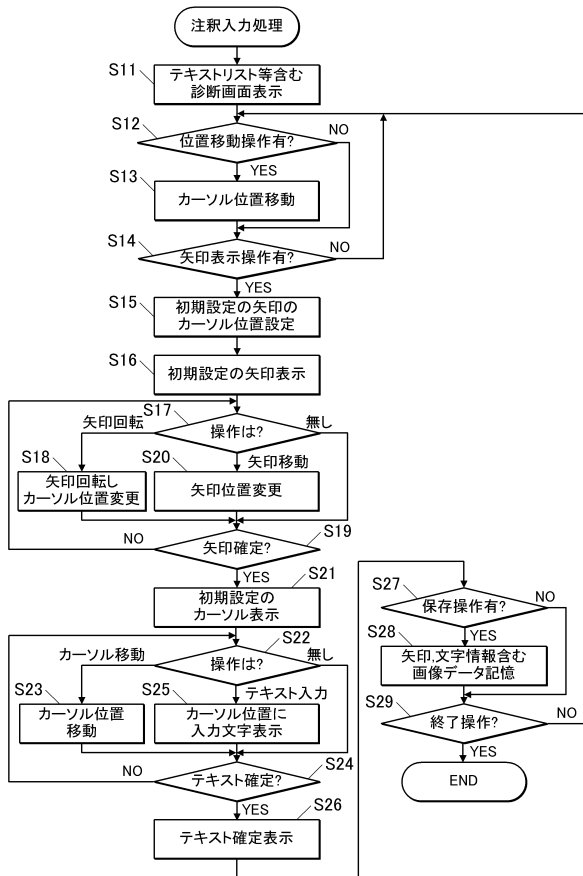 注釈入力処理
S11
テキストリスト等含む
診断画面表示
S12
位置移動操作有?
NO
YES
S13
カーソル位置移動
S14
矢印表示操作有?
NO
YES
S15
初期設定の矢印の
カーソル位置設定
S16
初期設定の矢印表示
S17
操作は?
矢印回転
無し
矢印移動
S18
矢印回転し
カーソル位置変更
S20
矢印位置変更
S19
矢印確定?
NO
YES
S21
初期設定の
カーソル表示
S22
操作は?
カーソル移動
無し
テキスト入力
S23
カーソル位置
移動
S25
カーソル位置に
入力文字表示
S24
テキスト確定?
NO
YES
S26
テキスト確定表示
S27
保存操作有?
NO
YES
S28
矢印,文字情報含む
画像データ記憶
S29
終了操作?
NO
YES
END